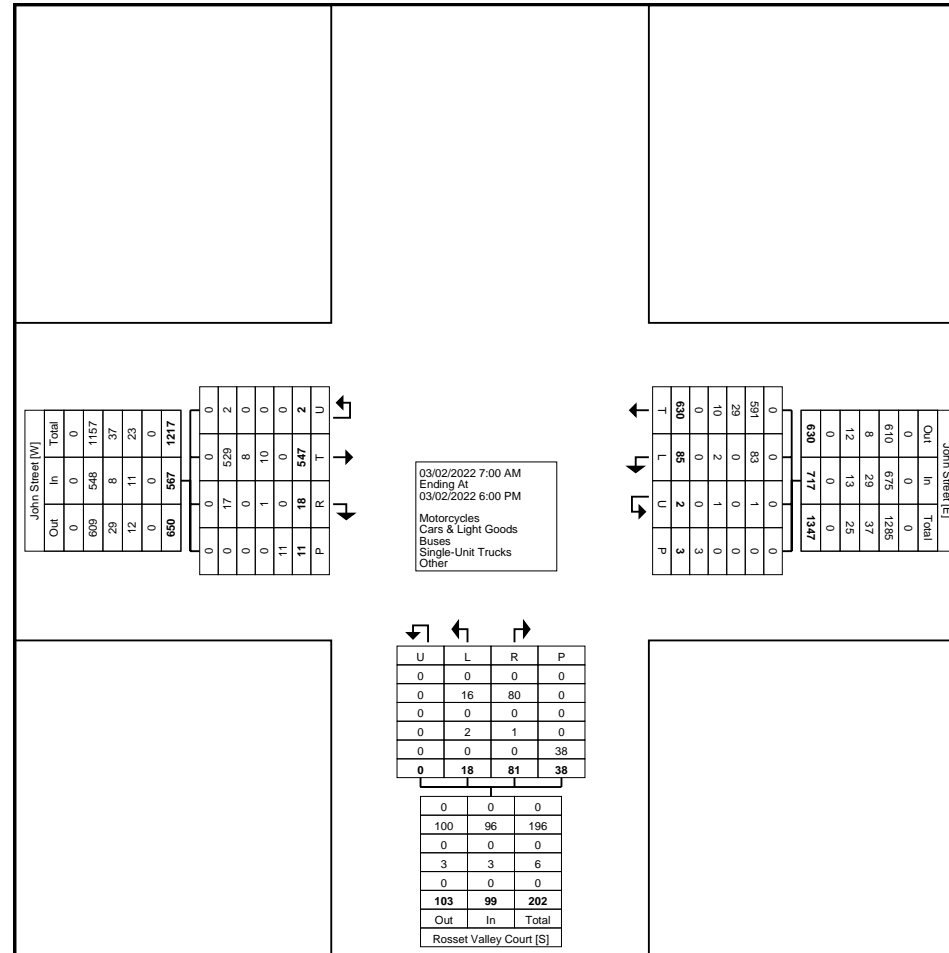 John Street [W]
Total In Out
0 0 0
1157 548 609
37 8 29
23 11 12
0 0 0
1217 567 650
0 0 0 0
2 529 17 0
0 8 0 0
0 10 1 0
0 0 0 11
2 547 18 11
U T R P
03/02/2022 7:00 AM
Ending At
03/02/2022 6:00 PM
Motorcycles
Cars & Light Goods
Buses
Single-Unit Trucks
Other
John Street [E]
Out In Total
0 0 0
610 675 1285
8 29 37
12 13 25
0 0 0
630 717 1347
0 0 0 0
591 83 1 0
29 0 0 0
10 2 1 0
0 0 0 3
630 85 2 3
T L U P
U L R P
0 0 0 0
0 16 80 0
0 0 0 0
0 2 1 0
0 0 0 38
0 18 81 38
0 0 0
100 96 196
0 0 0
3 3 6
0 0 0
103 99 202
Out In Total
Rosset Valley Court [S]